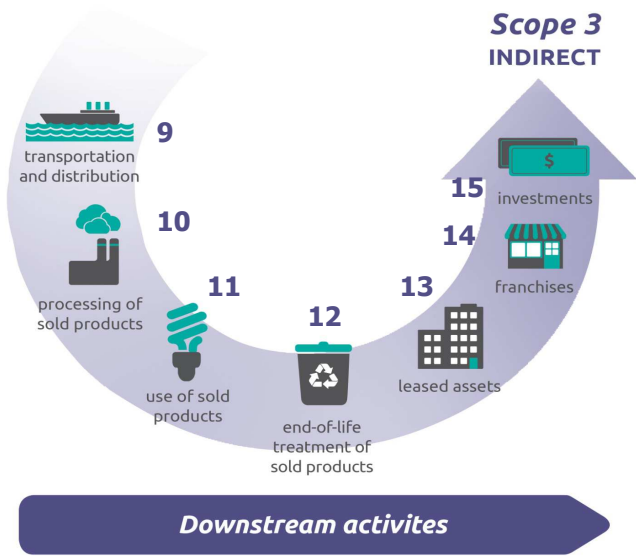 Scope 3
INDIRECT
9
transportation
and distribution
10
processing of
sold products
11
use of sold
products
12
end-of-life
treatment of
sold products
13
leased assets
14
franchises
15
$
investments
Downstream activites